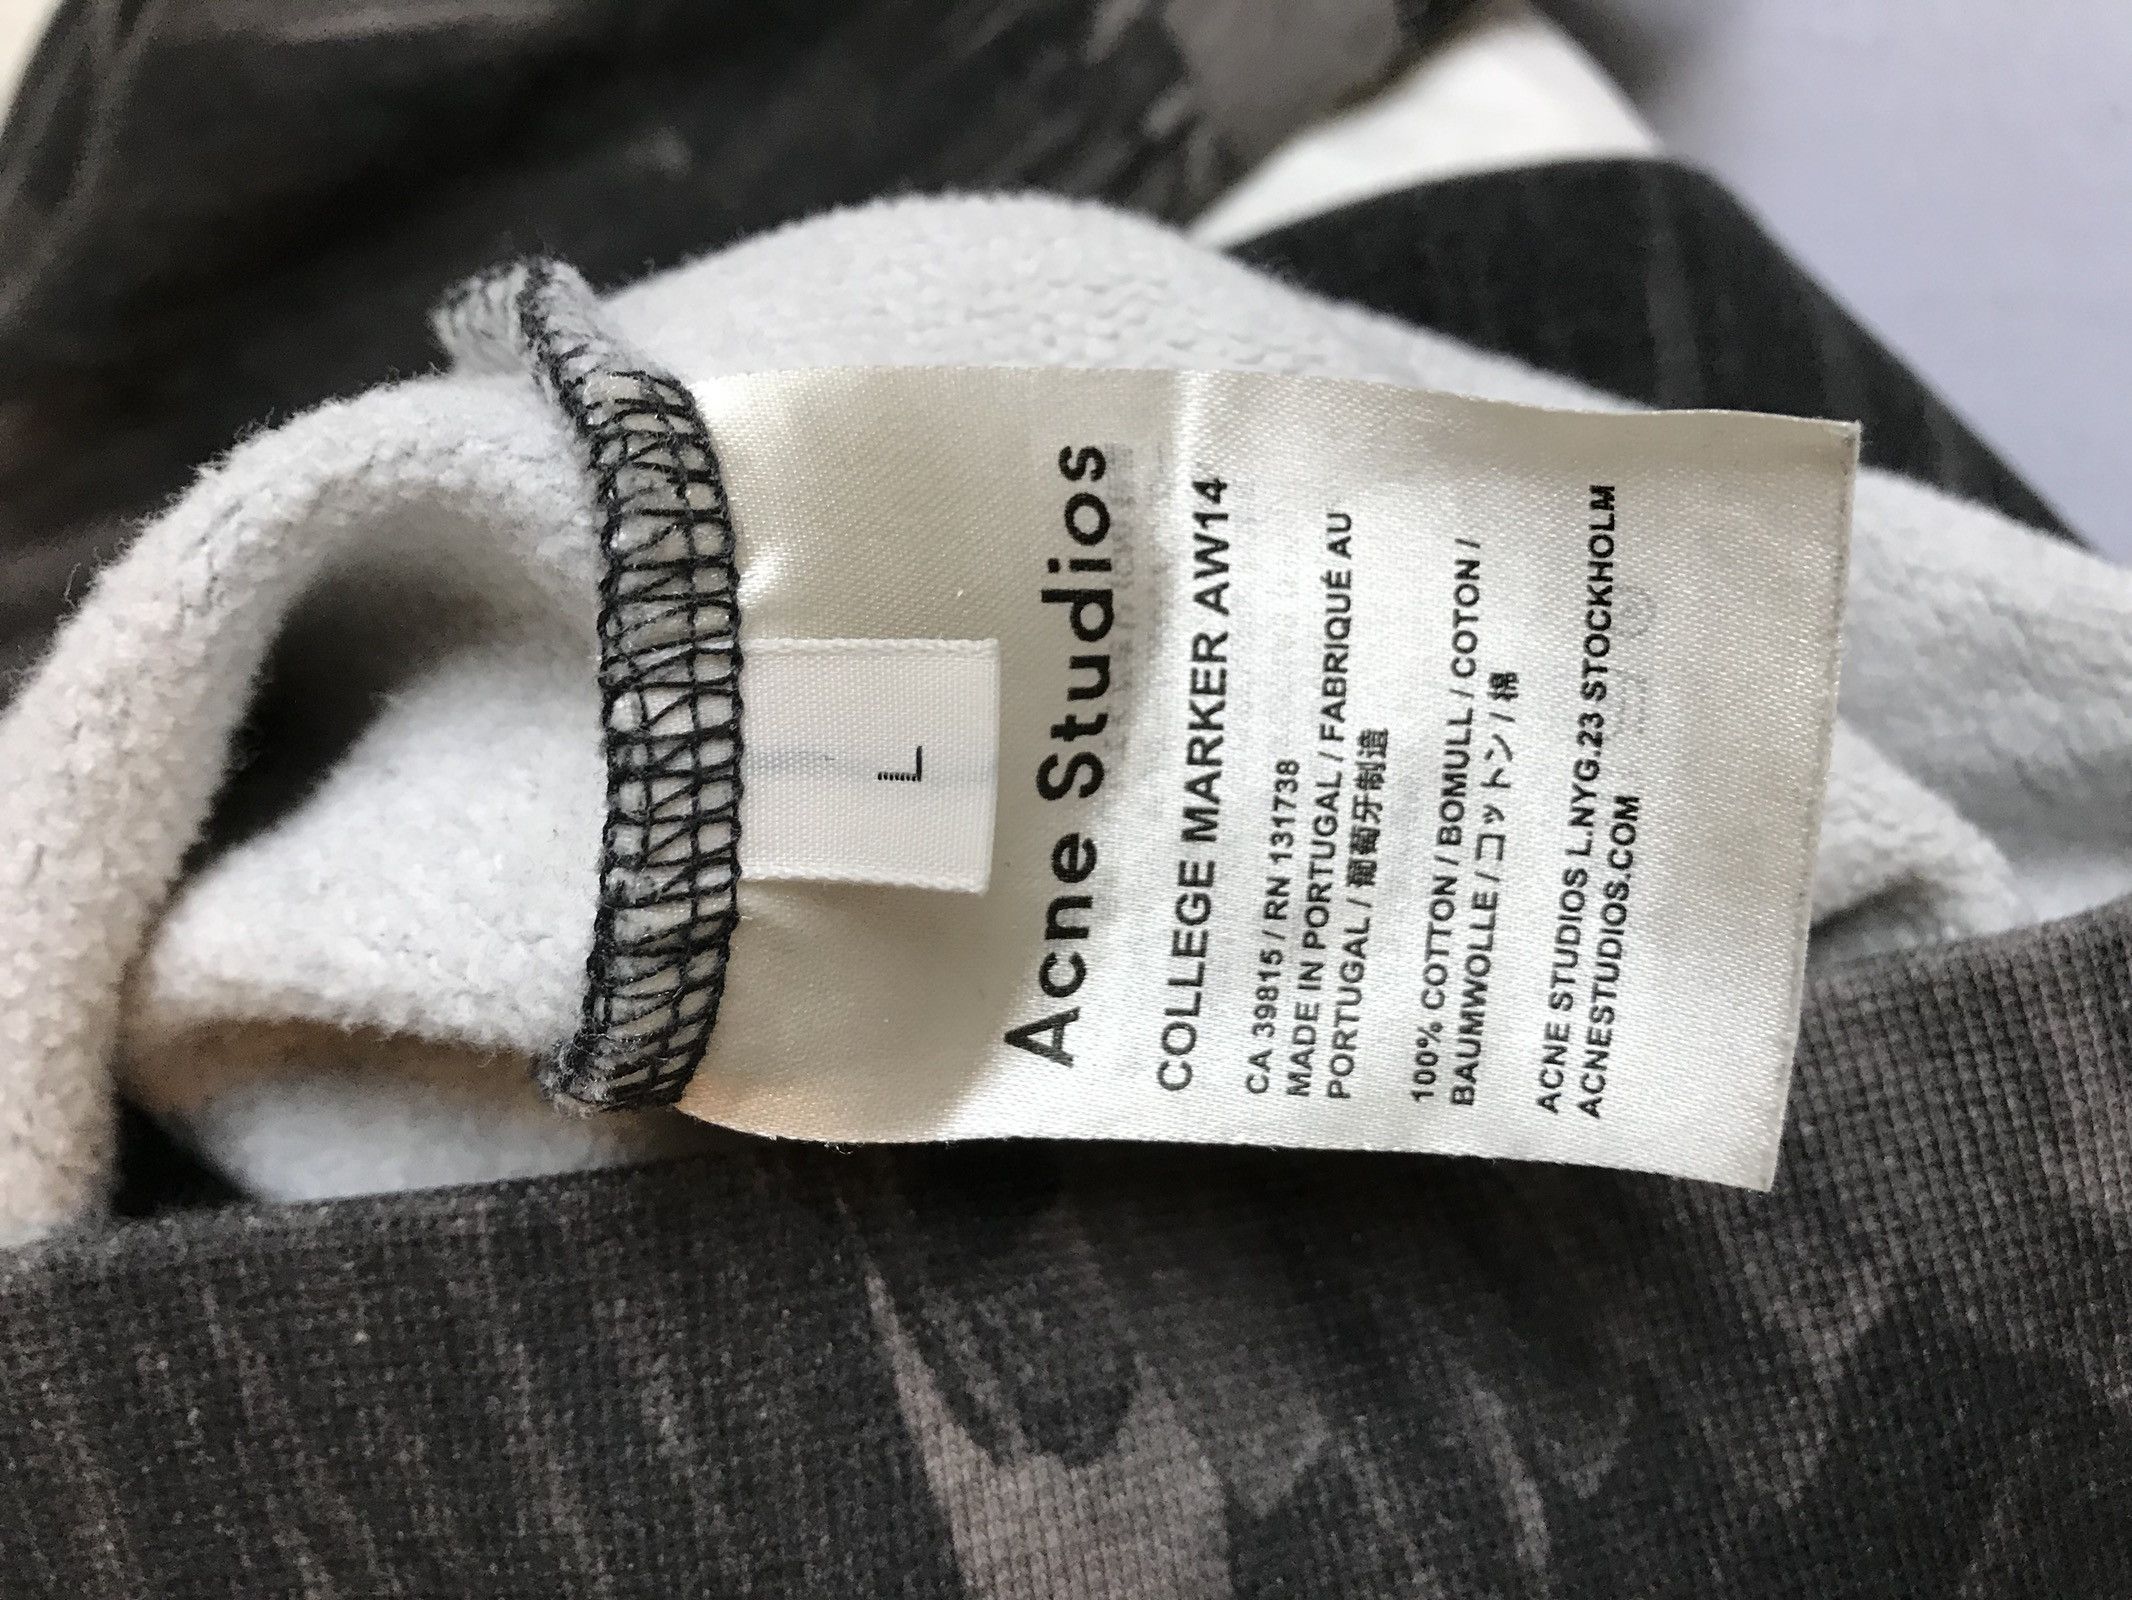 L
Acne Studios
COLLEGE MARKER AW14
CA 39815 / RN 131738
MADE IN PORTUGAL / FABRIQUÉ AU
PORTUGAL / 葡萄牙制造
100% COTTON / BOMULL / COTON /
BAUMWOLLE / コットン / 棉
ACNE STUDIOS L.NYG.23 STOCKHOLM
ACNESTUDIOS.COM